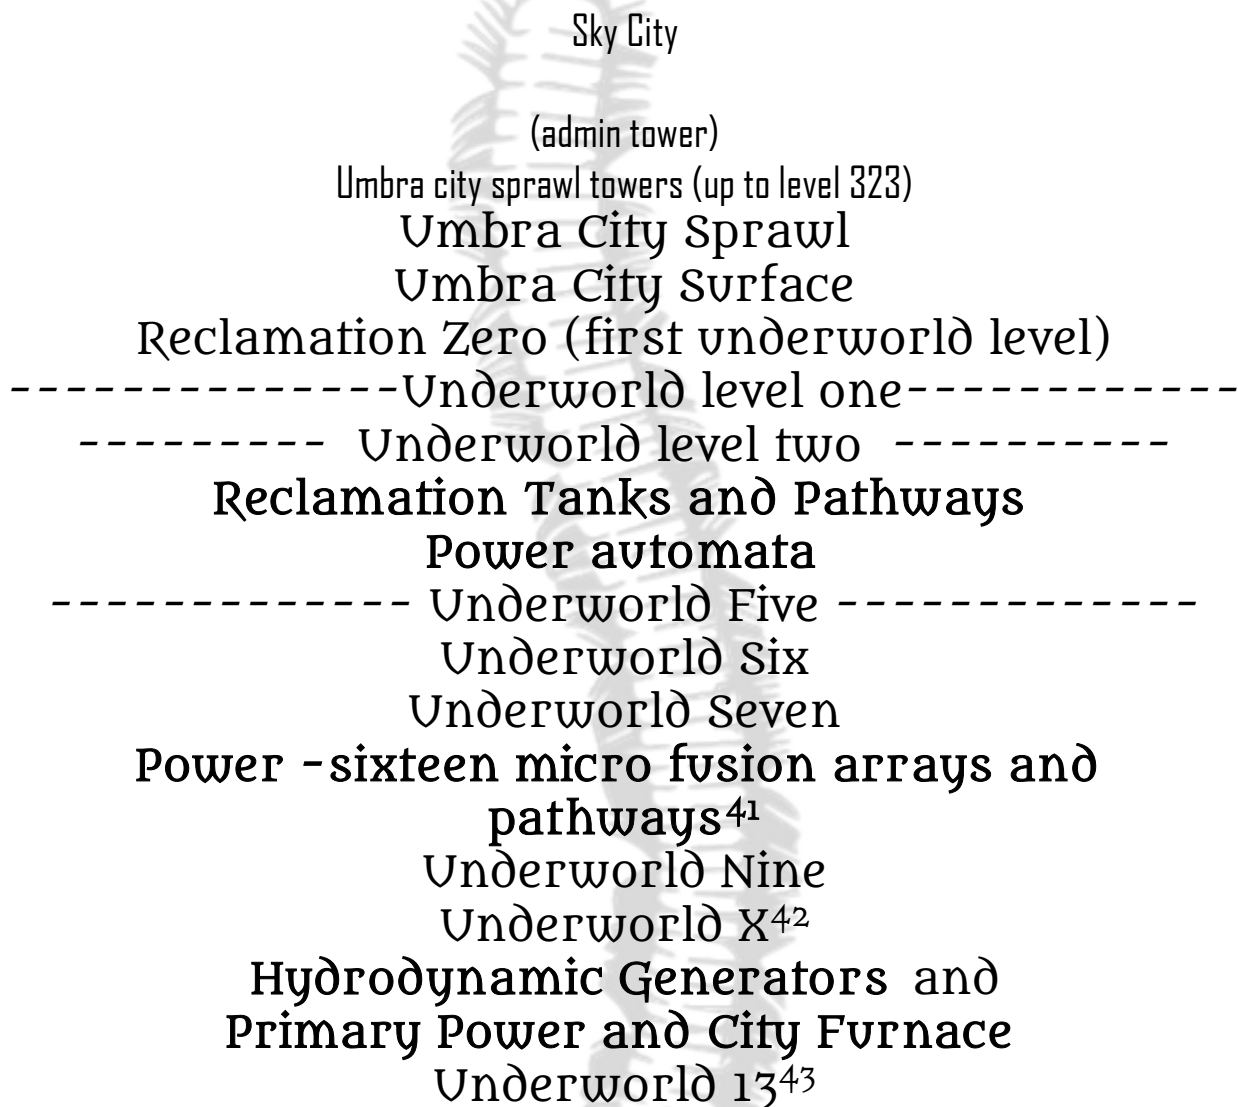 Sky City
(admin tower)
Umbra city sprawl towers (up to level 323)
Umbra City Sprawl
Umbra City Surface
Reclamation Zero (first underworld level)
--------------Underworld level one------------
--------- Underworld level two ----------
Reclamation Tanks and Pathways
Power automata
------------- Underworld Five -------------
Underworld Six
Underworld Seven
Power -sixteen micro fusion arrays and
pathways⁴¹
Underworld Nine
Underworld X⁴²
Hydrodynamic Generators and
Primary Power and City Furnace
Underworld 13⁴³